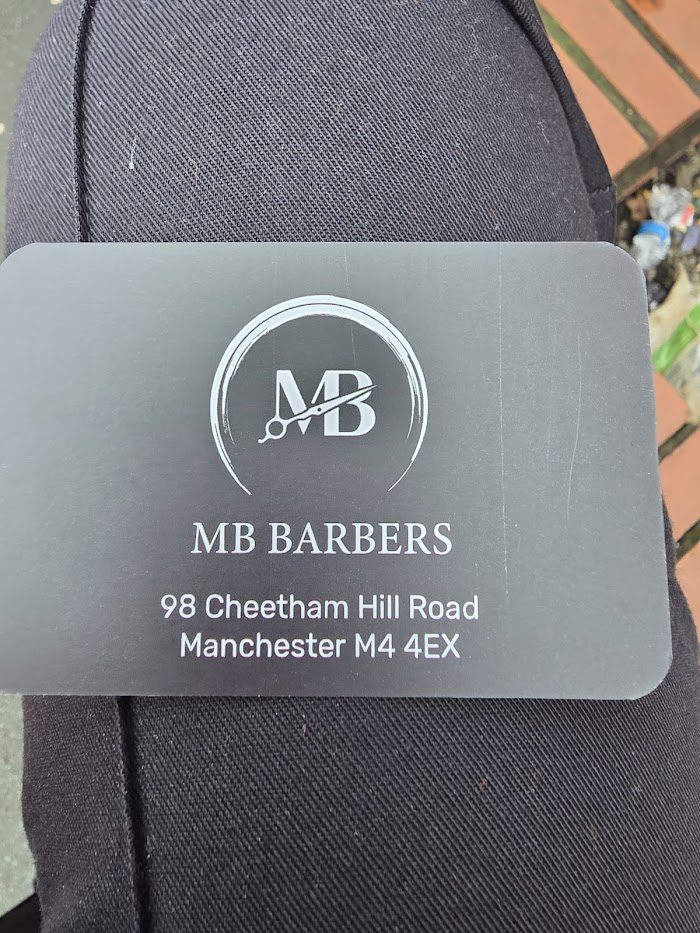 MB
MB BARBERS
98 Cheetham Hill Road
Manchester M4 4EX